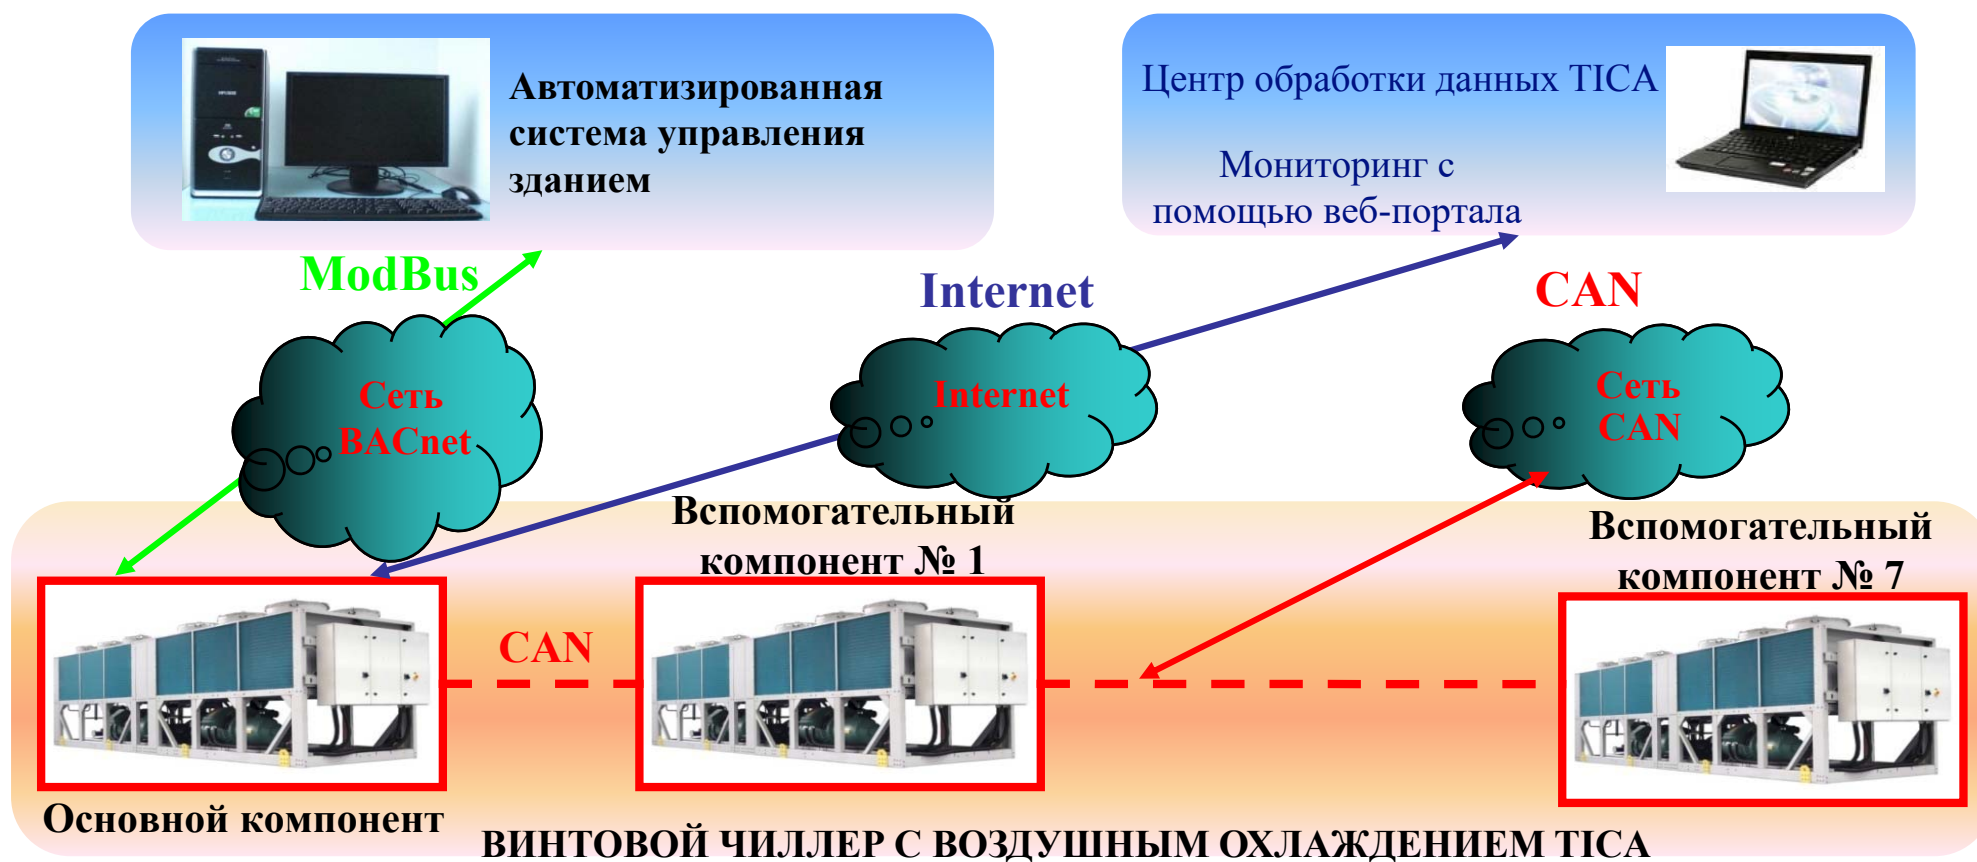 Автоматизированная
система управления
зданием
Центр обработки данных TICA
Мониторинг с
помощью веб-портала
ModBus
Internet
CAN
Сеть
BACnet
Internet
Сеть
CAN
Вспомогательный
компонент № 1
Вспомогательный
компонент № 7
CAN
Основной компонент
ВИНТОВОЙ ЧИЛЛЕР С ВОЗДУШНЫМ ОХЛАЖДЕНИЕМ TICA